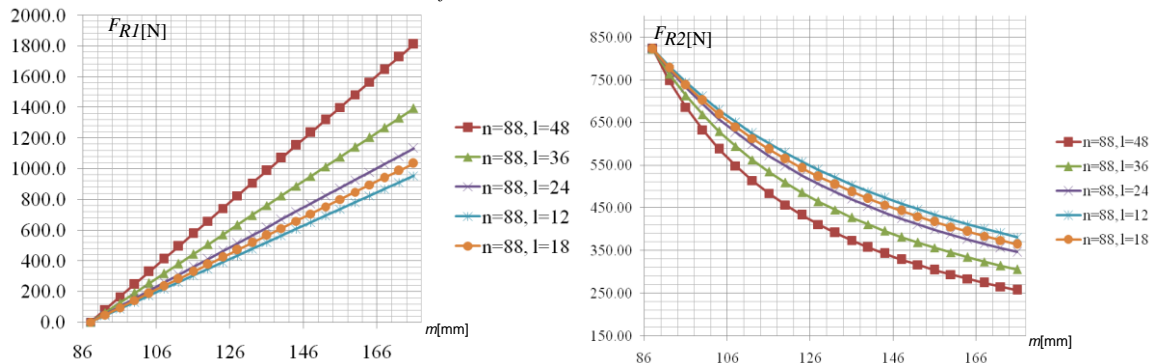 2000.0
1800.0
1600.0
1400.0
1200.0
1000.0
800.0
600.0
400.0
200.0
0.0
FR1[N]
86 106 126 146 166
m[mm]
n=88, l=48
n=88, l=36
n=88, l=24
n=88, l=12
n=88, l=18
850.00
750.00
650.00
550.00
450.00
350.00
250.00
150.00
FR2[N]
86 106 126 146 166
m[mm]
n=88, l=48
n=88, l=36
n=88, l=24
n=88, l=12
n=88, l=18